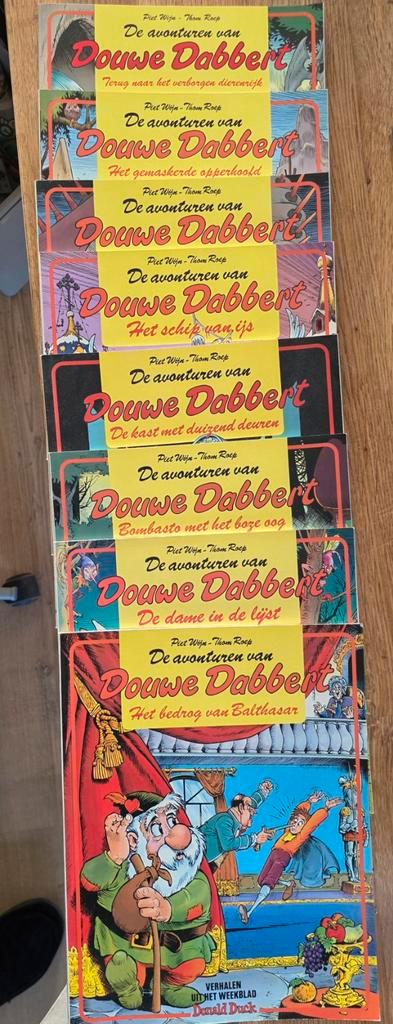 Piet Wijn - Thom Roep
De avonturen van
Douwe Dabbert
Terug naar het verborgen dierenrijk
Piet Wijn - Thom Roep
De avonturen van
Douwe Dabbert
Het gemaskerde opperhoofd
Piet Wijn - Thom Roep
De avonturen van
Douwe Dabbert
Piet Wijn - Thom Roep
De avonturen van
Douwe Dabbert
Het schip van ijs
Piet Wijn - Thom Roep
De avonturen van
Douwe Dabbert
De kast met duizend deuren
Piet Wijn - Thom Roep
De avonturen van
Douwe Dabbert
Bombasto met het boze oog
Piet Wijn - Thom Roep
De avonturen van
Douwe Dabbert
De dame in de lijst
Piet Wijn - Thom Roep
De avonturen van
Douwe Dabbert
Het bedrog van Balthasar
VERHALEN
UIT HET WEEKBLAD
Donald Duck